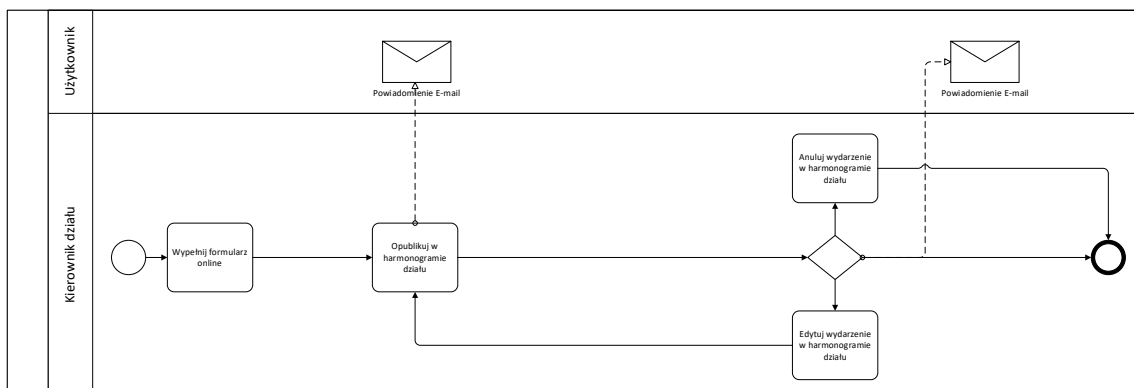 Użytkownik
Powiadomienie E-mail
Powiadomienie E-mail
Kierownik działu
Wypełnij formularz
online
Opublikuj w
harmonogramie
działu
Anuluj wydarzenie
w harmonogramie
działu
Edytuj wydarzenie
w harmonogramie
działu